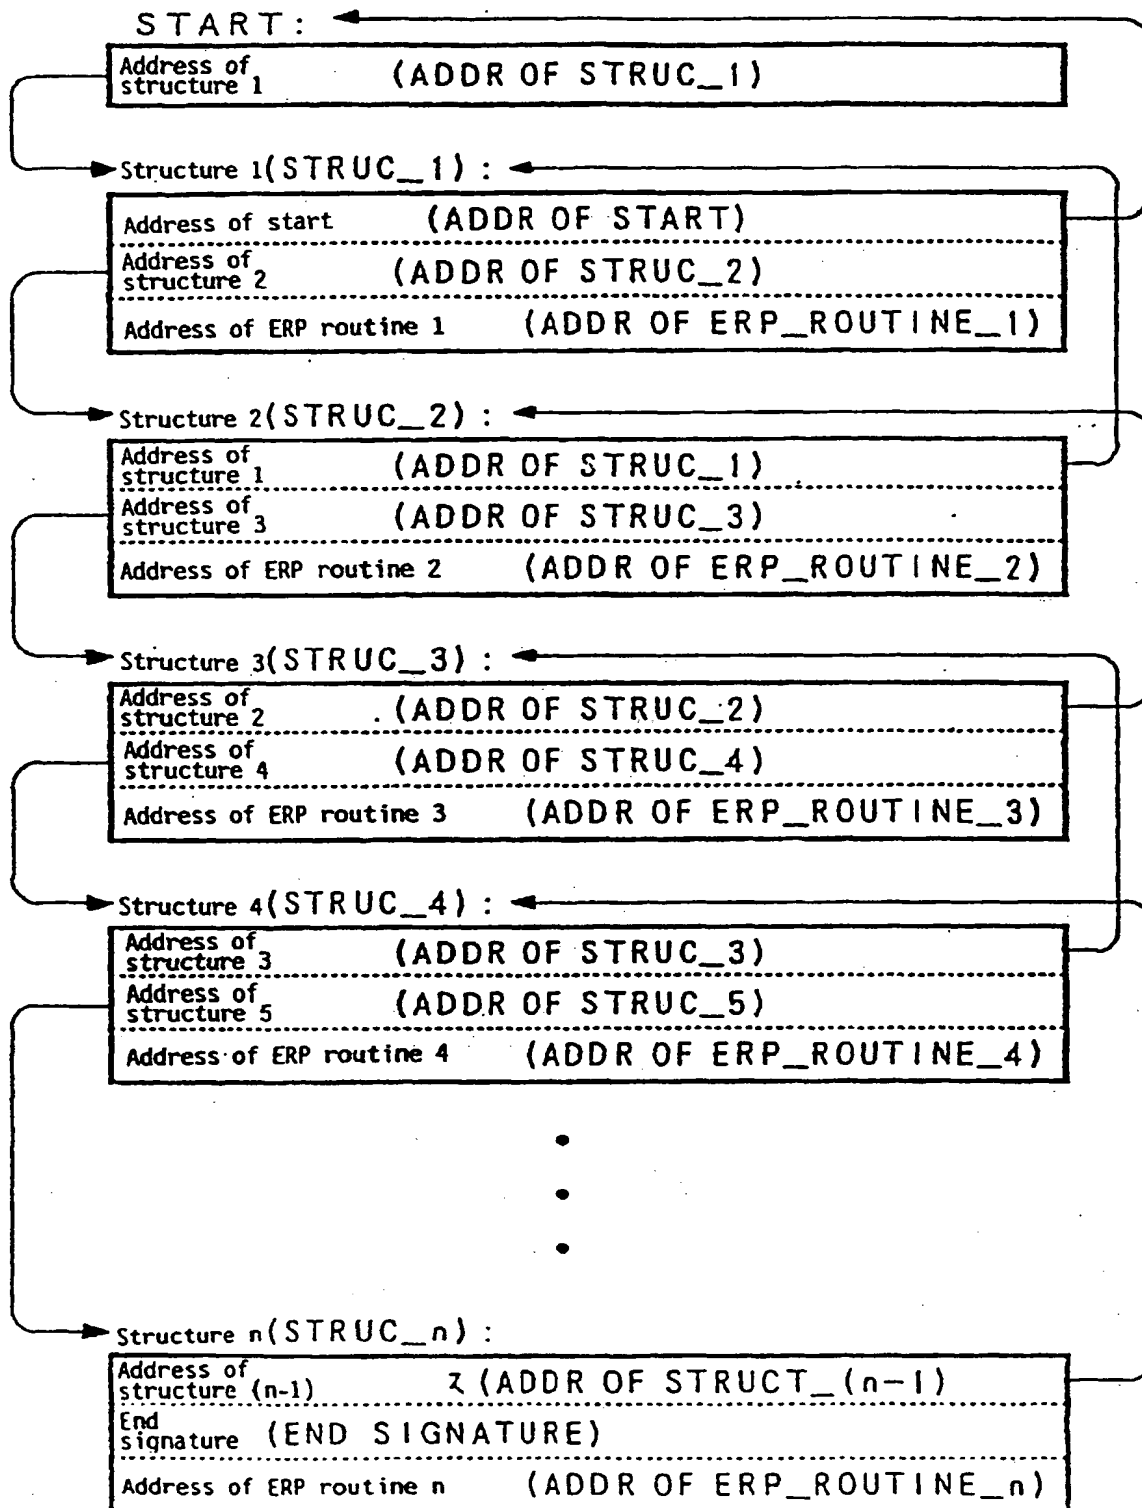 START:
Address of
structure 1 (ADDR OF STRUC_1)
Structure 1(STRUC_1) :
Address of start (ADDR OF START)
Address of
structure 2 (ADDR OF STRUC_2)
Address of ERP routine 1 (ADDR OF ERP_ROUTINE_1)
Structure 2(STRUC_2) :
Address of
structure 1 (ADDR OF STRUC_1)
Address of
structure 3 (ADDR OF STRUC_3)
Address of ERP routine 2 (ADDR OF ERP_ROUTINE_2)
Structure 3(STRUC_3) :
Address of
structure 2 (ADDR OF STRUC_2)
Address of
structure 4 (ADDR OF STRUC_4)
Address of ERP routine 3 (ADDR OF ERP_ROUTINE_3)
Structure 4(STRUC_4) :
Address of
structure 3 (ADDR OF STRUC_3)
Address of
structure 5 (ADDR OF STRUC_5)
Address of ERP routine 4 (ADDR OF ERP_ROUTINE_4)
Structure n(STRUC_n) :
Address of
structure (n-1) (ADDR OF STRUCT_(n-1)
End
signature (END SIGNATURE)
Address of ERP routine n (ADDR OF ERP_ROUTINE_n)